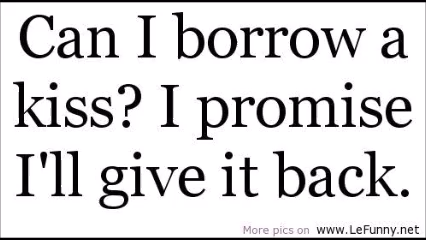 Can I borrow a
kiss? I promise
I'll give it back.
More pics on www.LeFunny.net